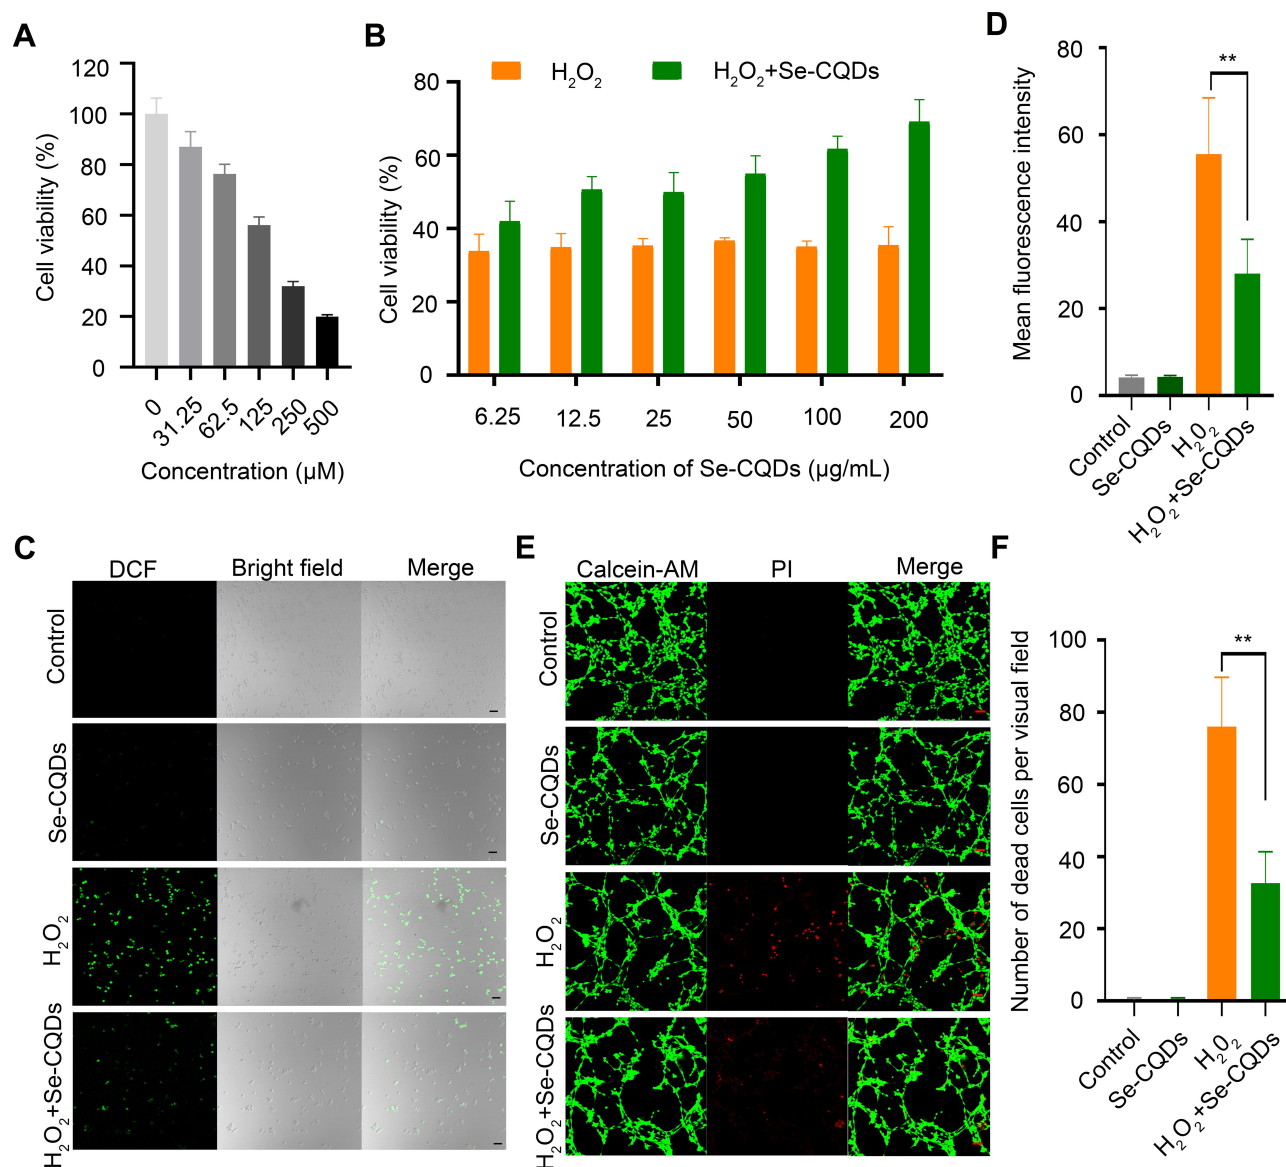 A
Cell viability (%)
120
100
80
60
40
20
0
0
31.25
62.5
125
250
500
Concentration (μM)
B
H₂O₂
H₂O₂+Se-CQDs
Cell viability (%)
80
60
40
20
0
6.25
12.5
25
50
100
200
Concentration of Se-CQDs (μg/mL)
D
Mean fluorescence intensity
80
60
40
20
0
**
Control
Se-CQDs
H₂0₂
H₂O₂+Se-CQDs
C
DCF
Bright field
Merge
Control
Se-CQDs
H₂O₂
H₂O₂+Se-CQDs
E
Calcein-AM
PI
Merge
Control
Se-CQDs
H₂O₂
H₂O₂+Se-CQDs
F
Number of dead cells per visual field
100
80
60
40
20
0
**
Control
Se-CQDs
H₂0₂
H₂O₂+Se-CQDs